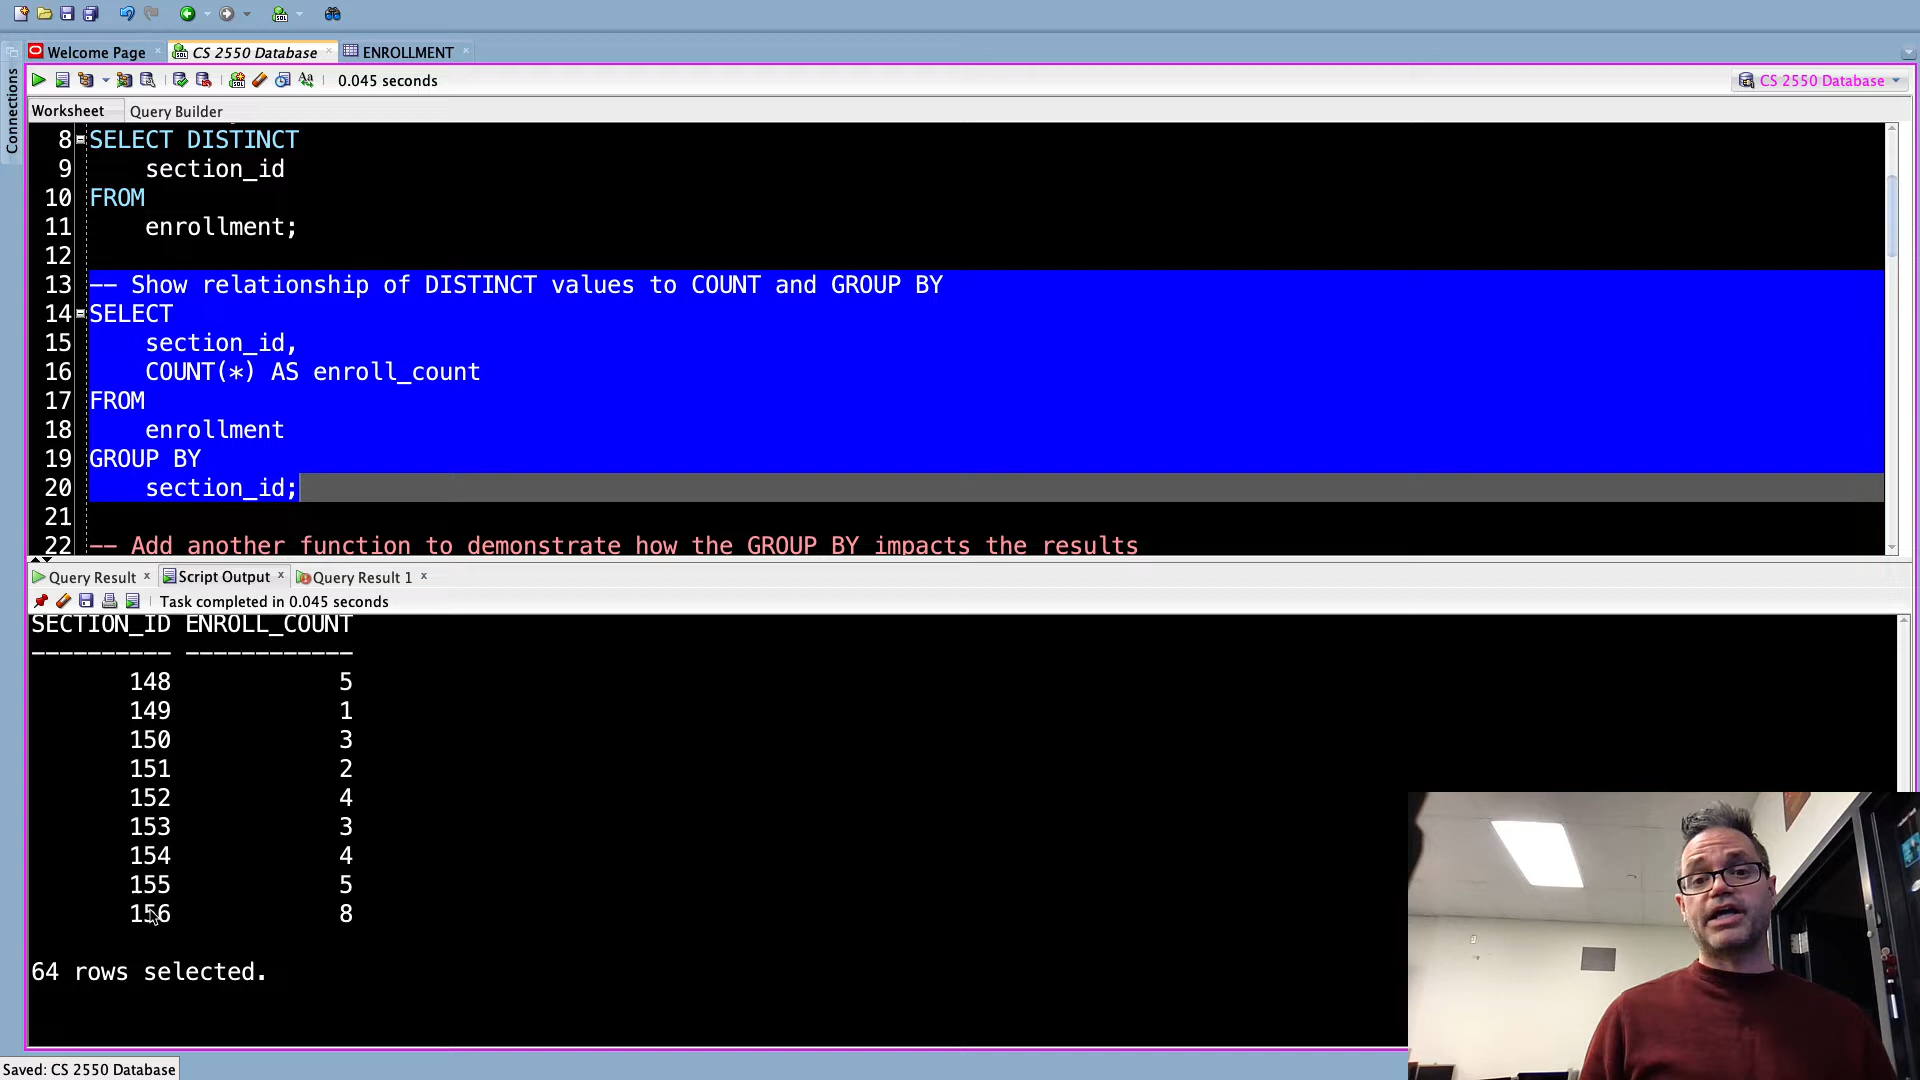 Welcome Page
CS 2550 Database
ENROLLMENT
Connections
0.045 seconds
CS 2550 Database
Worksheet
Query Builder
8 SELECT DISTINCT
9 section_id
10 FROM
11 enrollment;
12
13 -- Show relationship of DISTINCT values to COUNT and GROUP BY
14 SELECT
15 section_id,
16 COUNT(*) AS enroll_count
17 FROM
18 enrollment
19 GROUP BY
20 section_id;
21
22 -- Add another function to demonstrate how the GROUP BY impacts the results
Query Result
Script Output
Query Result 1
Task completed in 0.045 seconds
SECTION_ID ENROLL_COUNT
---------- ------------
148 5
149 1
150 3
151 2
152 4
153 3
154 4
155 5
156 8
64 rows selected.
Saved: CS 2550 Database